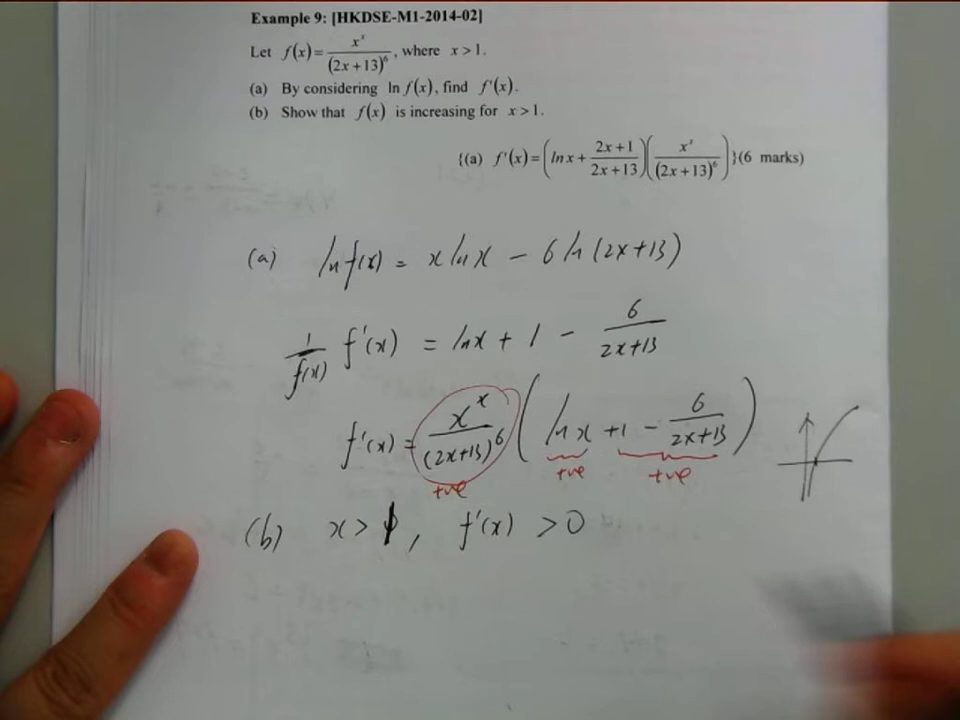 Example 9: [HKDSE-M1-2014-02]
Let f(x) = x^x / (2x+13)^6, where x > 1.
(a) By considering ln f(x), find f'(x).
(b) Show that f(x) is increasing for x > 1.
{(a) f'(x) = (ln x + (2x+1)/(2x+13)) (x^x/(2x+13)^6)} (6 marks)
(a) ln f(x) = x ln x − 6 ln (2x+13)
1/f(x) f'(x) = ln x + 1 − 6/(2x+13)
f'(x) = x^x/(2x+13)^6 (ln x + 1 − 6/(2x+13))
+ve +ve +ve
(b) x > 1, f'(x) > 0